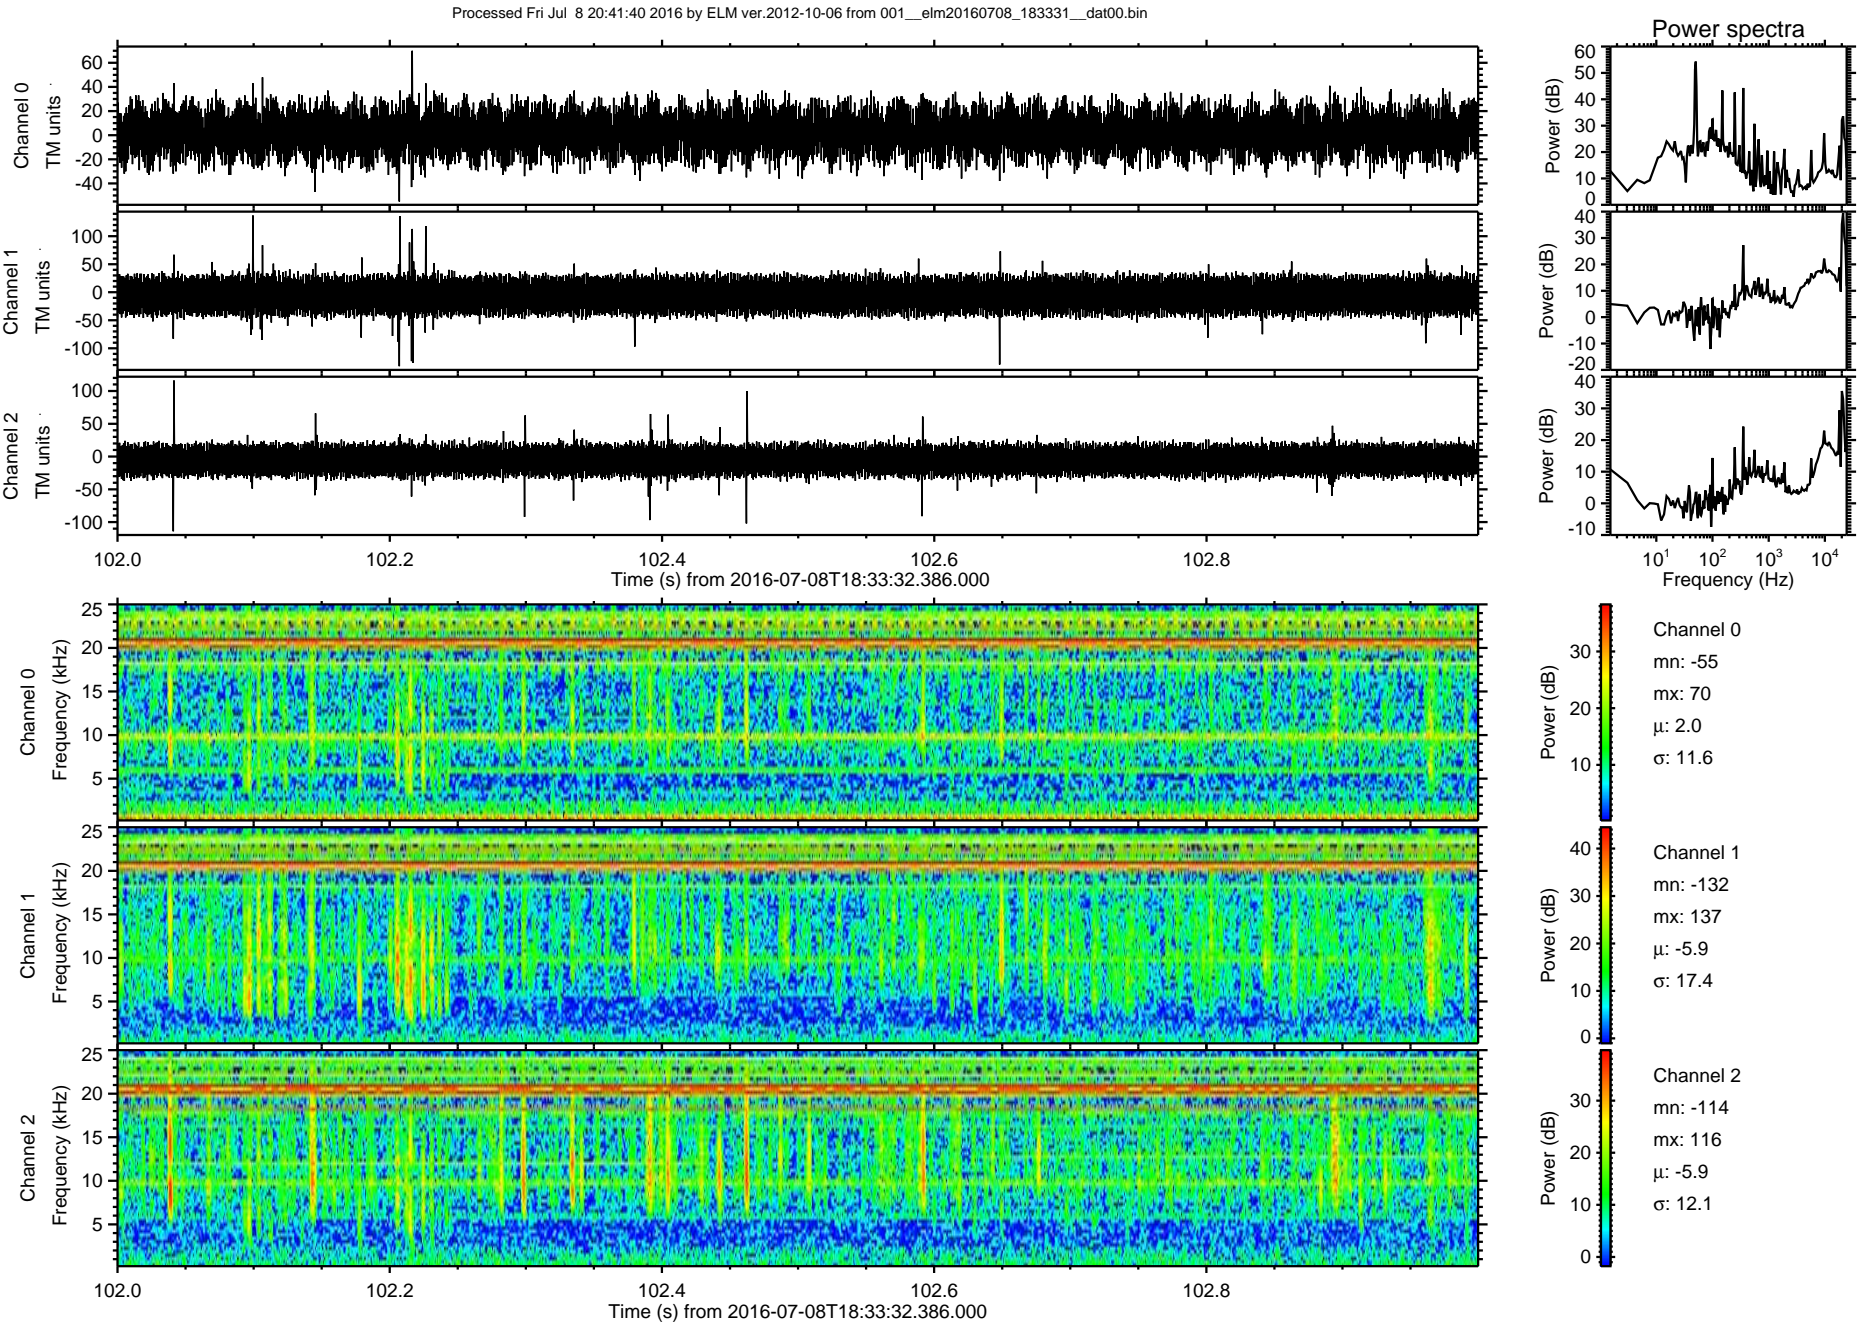 Processed Fri Jul 8 20:41:40 2016 by ELM ver.2012-10-06 from 001__elm20160708_183331__dat00.bin
Power spectra
Channel 0
TM units
60
40
20
0
-20
-40
Power (dB)
60
50
40
30
20
10
0
Channel 1
TM units
100
50
0
-50
-100
Power (dB)
40
30
20
10
0
-10
-20
Channel 2
TM units
100
50
0
-50
-100
Power (dB)
40
30
20
10
0
-10
102.0 102.2 102.4 102.6 102.8
Time (s) from 2016-07-08T18:33:32.386.000
10^1 10^2 10^3 10^4
Frequency (Hz)
Channel 0
Frequency (kHz)
25
20
15
10
5
Power (dB)
30
20
10
Channel 0
mn: -55
mx: 70
μ: 2.0
σ: 11.6
Channel 1
Frequency (kHz)
25
20
15
10
5
Power (dB)
40
30
20
10
0
Channel 1
mn: -132
mx: 137
μ: -5.9
σ: 17.4
Channel 2
Frequency (kHz)
25
20
15
10
5
Power (dB)
30
20
10
0
Channel 2
mn: -114
mx: 116
μ: -5.9
σ: 12.1
102.0 102.2 102.4 102.6 102.8
Time (s) from 2016-07-08T18:33:32.386.000